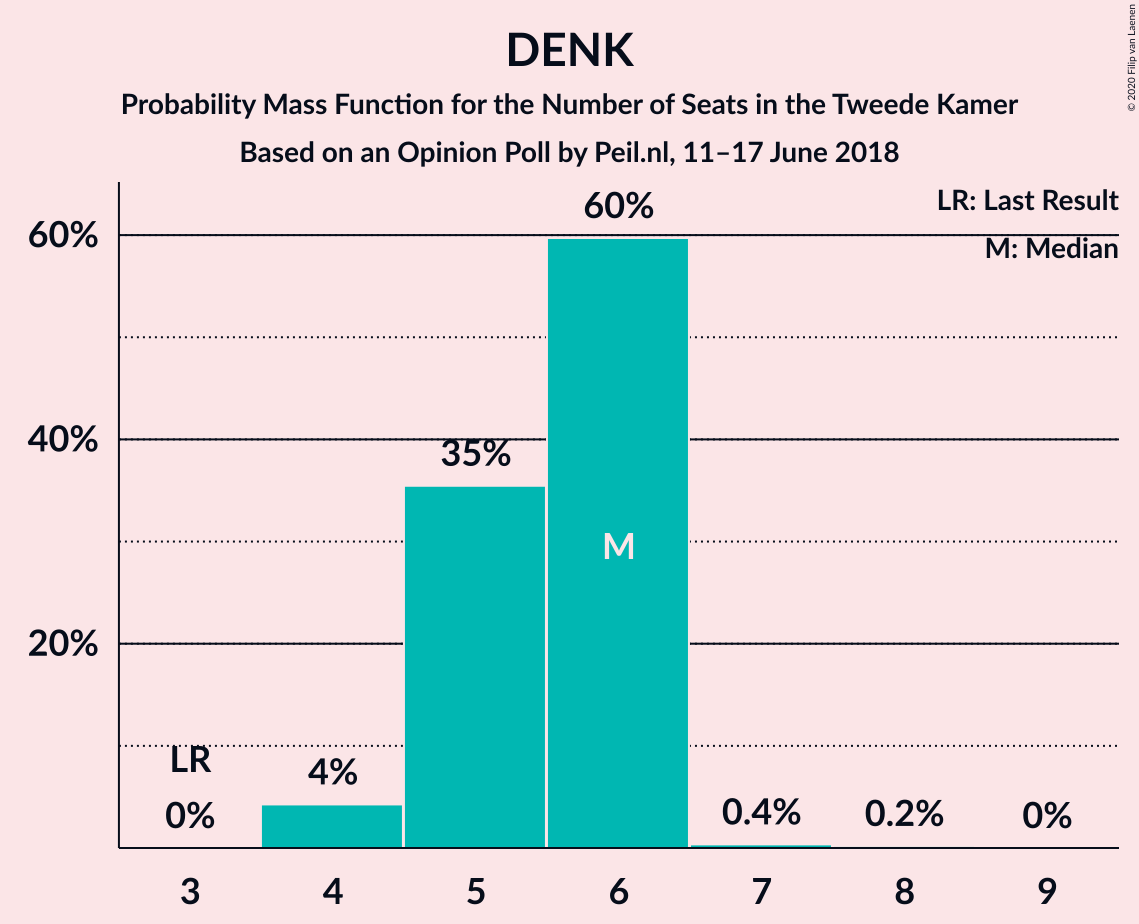 DENK
Probability Mass Function for the Number of Seats in the Tweede Kamer
Based on an Opinion Poll by Peil.nl, 11–17 June 2018
© 2020 Filip van Laenen
LR: Last Result
M: Median
60%
40%
20%
LR
0%
4%
35%
60%
M
0.4%
0.2%
0%
3 4 5 6 7 8 9